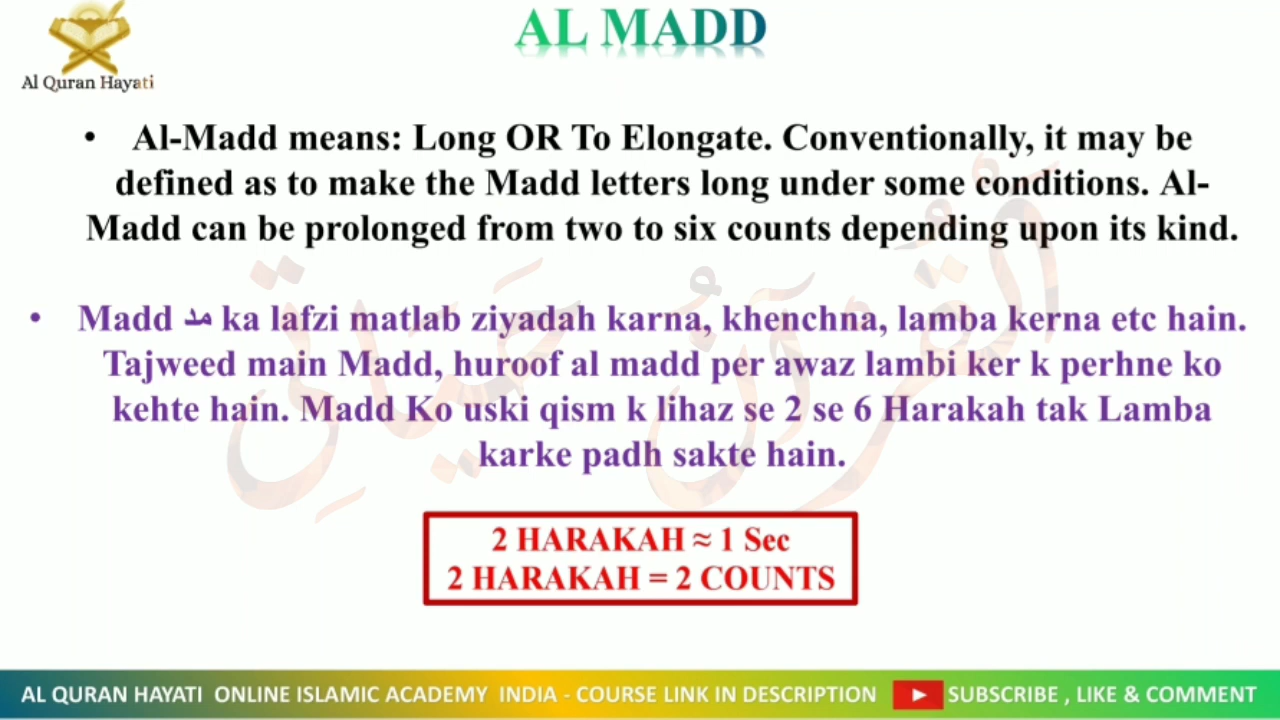 AL MADD
Al Quran Hayati
• Al-Madd means: Long OR To Elongate. Conventionally, it may be
defined as to make the Madd letters long under some conditions. Al-
Madd can be prolonged from two to six counts depending upon its kind.
• Madd مد ka lafzi matlab ziyadah karna, khenchna, lamba kerna etc hain.
Tajweed main Madd, huroof al madd per awaz lambi ker k perhne ko
kehte hain. Madd Ko uski qism k lihaz se 2 se 6 Harakah tak Lamba
karke padh sakte hain.
القُرآنُ حَيَاتِي
2 HARAKAH ≈ 1 Sec
2 HARAKAH = 2 COUNTS
AL QURAN HAYATI ONLINE ISLAMIC ACADEMY INDIA - COURSE LINK IN DESCRIPTION SUBSCRIBE , LIKE & COMMENT